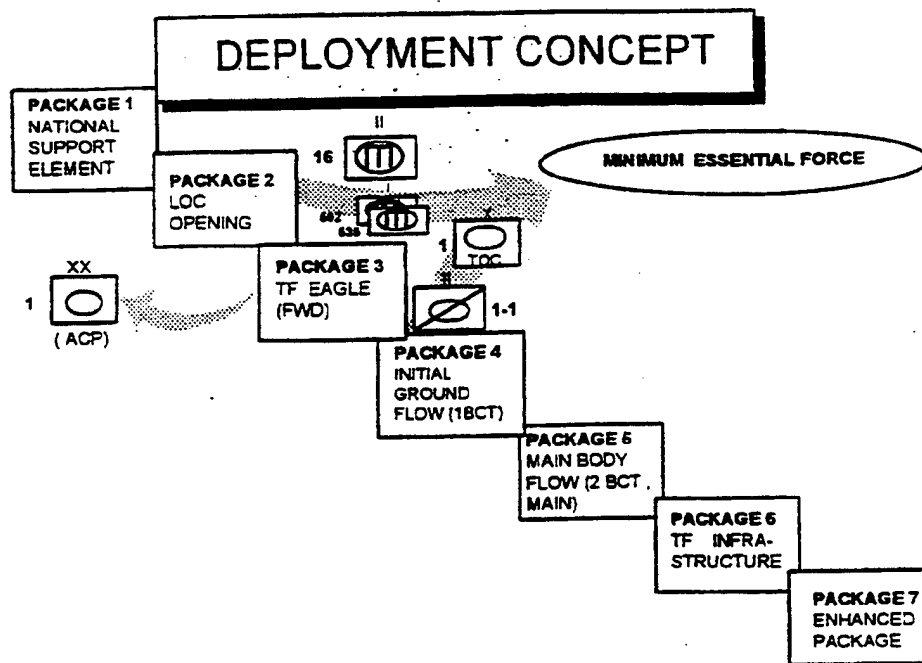 DEPLOYMENT CONCEPT
PACKAGE 1
NATIONAL
SUPPORT
ELEMENT
II
16
MINIMUM ESSENTIAL FORCE
PACKAGE 2
LOC
OPENING
I
636
X
1
TOC
PACKAGE 3
TF EAGLE
(FWD)
XX
1
(ACP)
II
1-1
PACKAGE 4
INITIAL
GROUND
FLOW (1BCT)
PACKAGE 5
MAIN BODY
FLOW (2 BCT ,
MAIN)
PACKAGE 6
TF INFRA-
STRUCTURE
PACKAGE 7
ENHANCED
PACKAGE